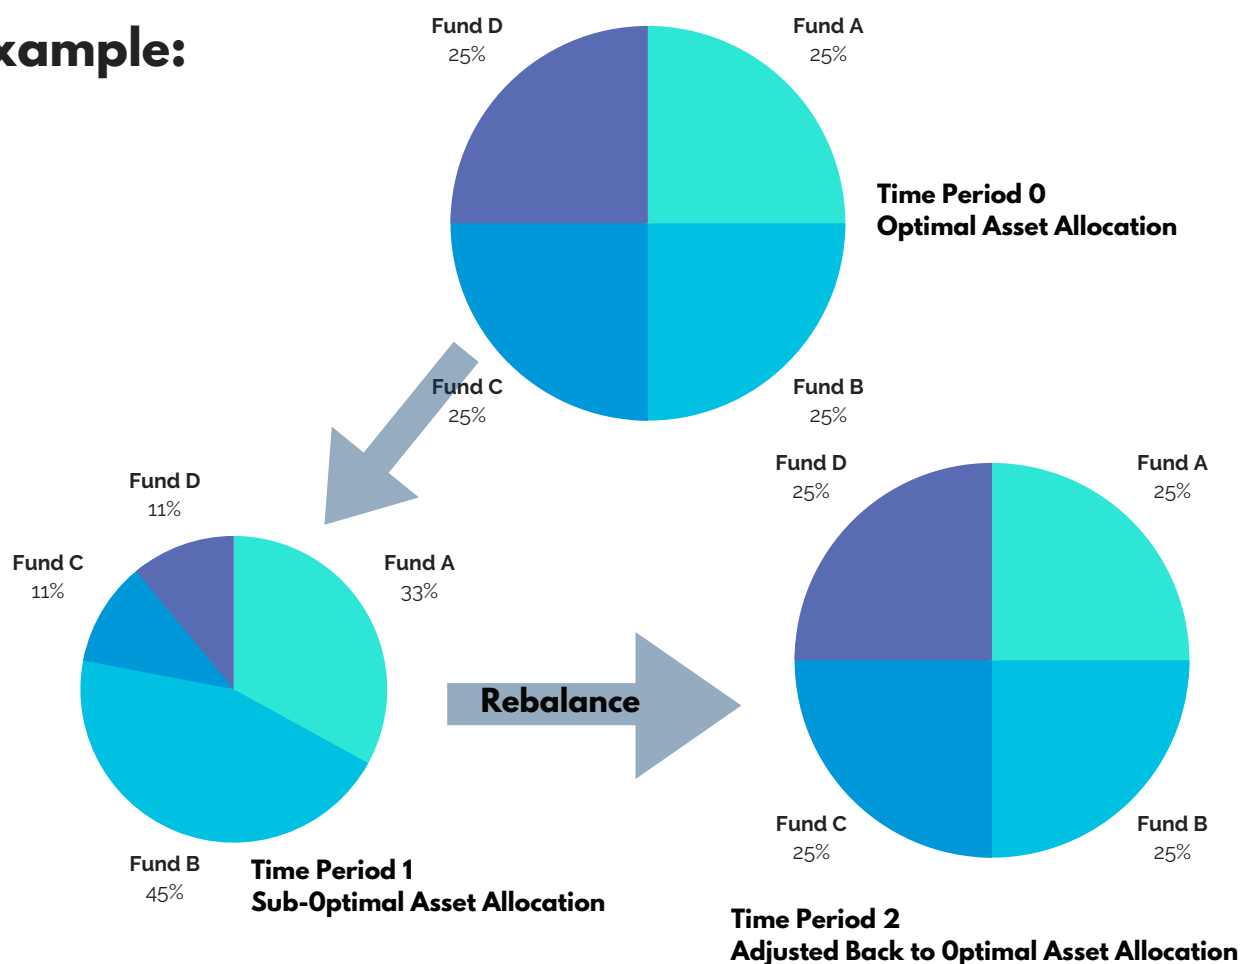 xample:
Fund D
25%
Fund A
25%
Time Period 0
Optimal Asset Allocation
Fund C
25%
Fund B
25%
Fund D
11%
Fund C
11%
Fund A
33%
Fund B
45%
Time Period 1
Sub-Optimal Asset Allocation
Rebalance
Fund D
25%
Fund A
25%
Fund C
25%
Fund B
25%
Time Period 2
Adjusted Back to Optimal Asset Allocation